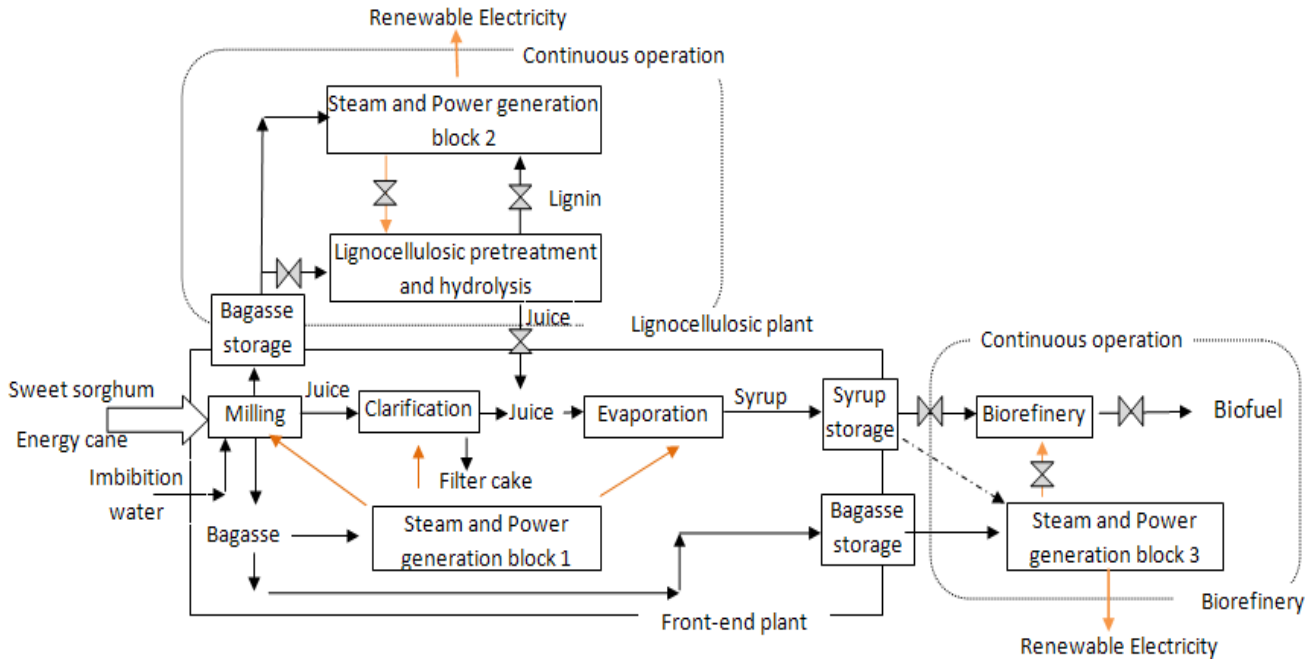 Renewable Electricity
Continuous operation
Steam and Power generation
block 2
Lignin
Lignocellulosic pretreatment
and hydrolysis
Bagasse
storage
Juice
Lignocellulosic plant
Continuous operation
Sweet sorghum
Energy cane
Milling
Juice
Clarification
Juice
Evaporation
Syrup
Syrup
storage
Biorefinery
Biofuel
Imbibition
water
Filter cake
Bagasse
Steam and Power
generation block 1
Bagasse
storage
Steam and Power
generation block 3
Front-end plant
Biorefinery
Renewable Electricity